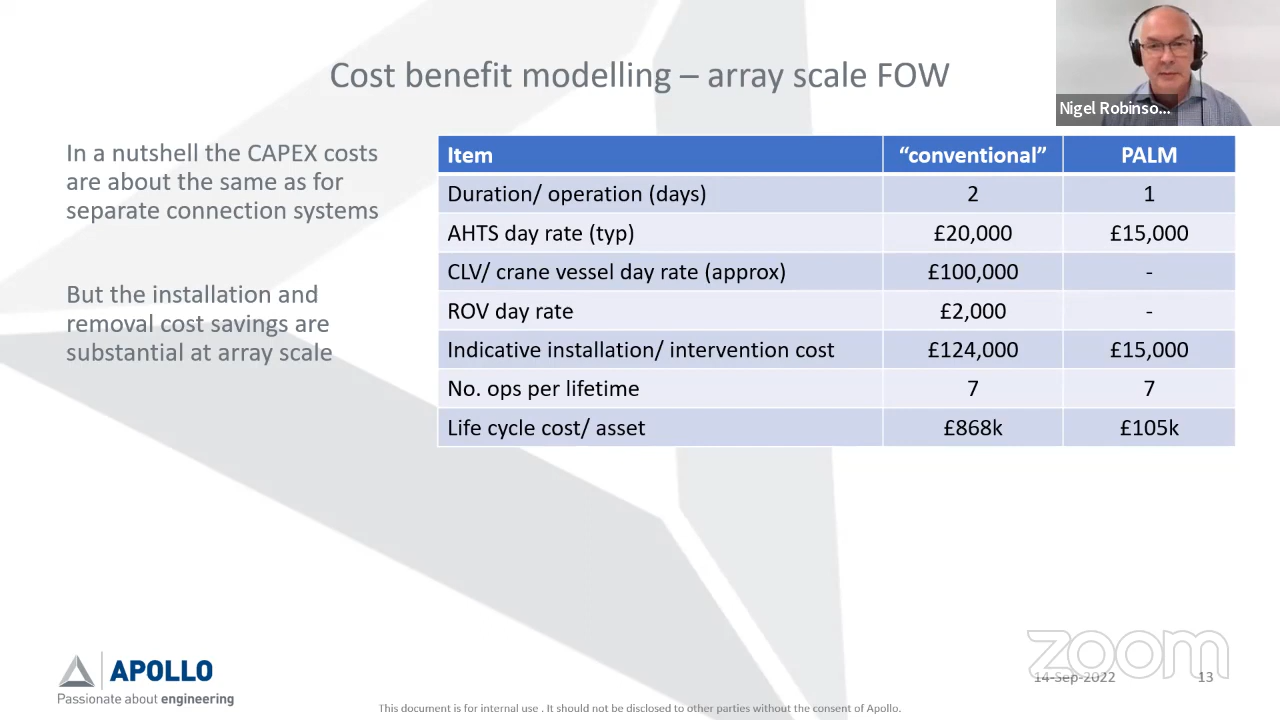 Cost benefit modelling – array scale FOW
Nigel Robinso...
In a nutshell the CAPEX costs
are about the same as for
separate connection systems
But the installation and
removal cost savings are
substantial at array scale
Item “conventional” PALM
Duration/ operation (days) 2 1
AHTS day rate (typ) £20,000 £15,000
CLV/ crane vessel day rate (approx) £100,000 -
ROV day rate £2,000 -
Indicative installation/ intervention cost £124,000 £15,000
No. ops per lifetime 7 7
Life cycle cost/ asset £868k £105k
APOLLO
Passionate about engineering
zoom
14-Sep-2022 13
This document is for internal use . It should not be disclosed to other parties without the consent of Apollo.